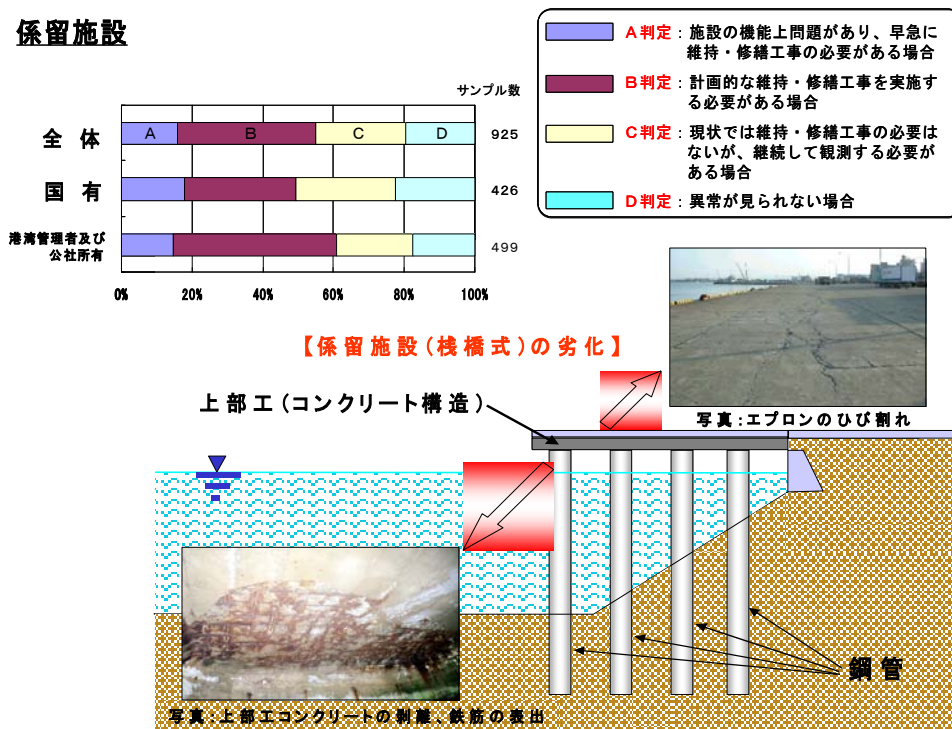 係留施設
A判定：施設の機能上問題があり、早急に
維持・修繕工事の必要がある場合
B判定：計画的な維持・修繕工事を実施す
る必要がある場合
C判定：現状では維持・修繕工事の必要は
ないが、継続して観測する必要が
ある場合
D判定：異常が見られない場合
サンプル数
全体 A B C D 925
国有 426
港湾管理者及び
公社所有 499
0% 20% 40% 60% 80% 100%
【係留施設(桟橋式)の劣化】
上部工(コンクリート構造)
写真：エプロンのひび割れ
鋼管
写真：上部工コンクリートの剥離、鉄筋の表出